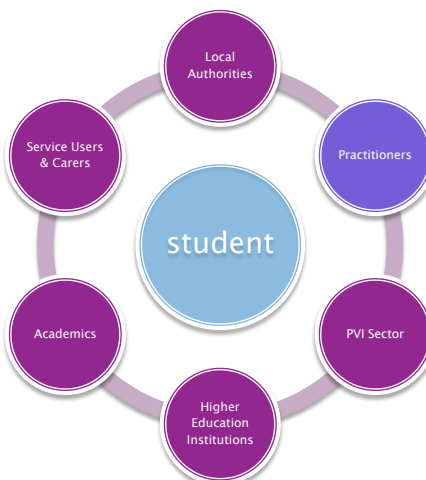 Local
Authorities
Service Users
& Carers
Practitioners
student
Academics
PVI Sector
Higher
Education
Institutions